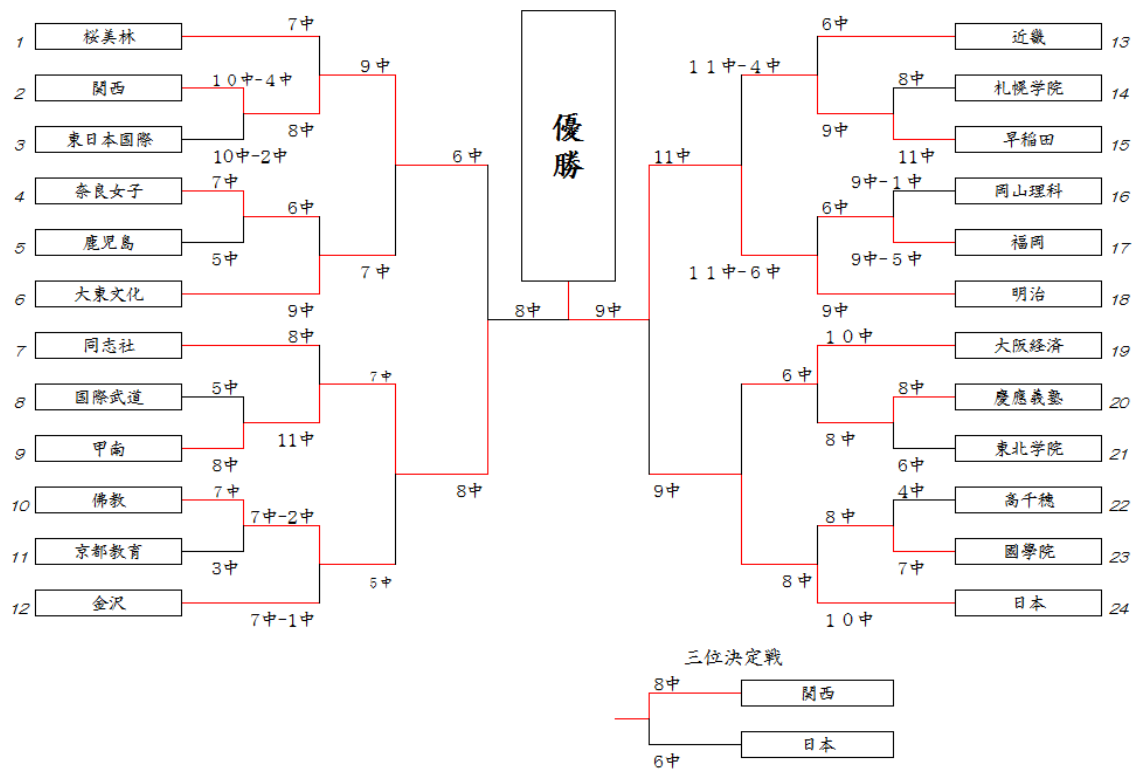 優勝
1 桜美林
7中
2 関西
10中-4中
3 東日本国際
10中-2中
8中
9中
4 奈良女子
7中
5 鹿児島
5中
6中
6 大東文化
9中
7中
6中
7 同志社
8中
8 国際武道
5中
9 甲南
8中
11中
7中
10 佛教
7中
11 京都教育
3中
7中-2中
12 金沢
7中-1中
5中
8中
8中
9中
近畿 13
6中
札幌学院 14
8中
早稲田 15
11中
9中
11中-4中
岡山理科 16
9中-1中
福岡 17
9中-5中
6中
明治 18
9中
11中-6中
11中
大阪経済 19
10中
慶應義塾 20
8中
東北学院 21
6中
8中
6中
高千穂 22
4中
國學院 23
7中
8中
日本 24
10中
8中
9中
三位決定戦
8中
関西
日本
6中